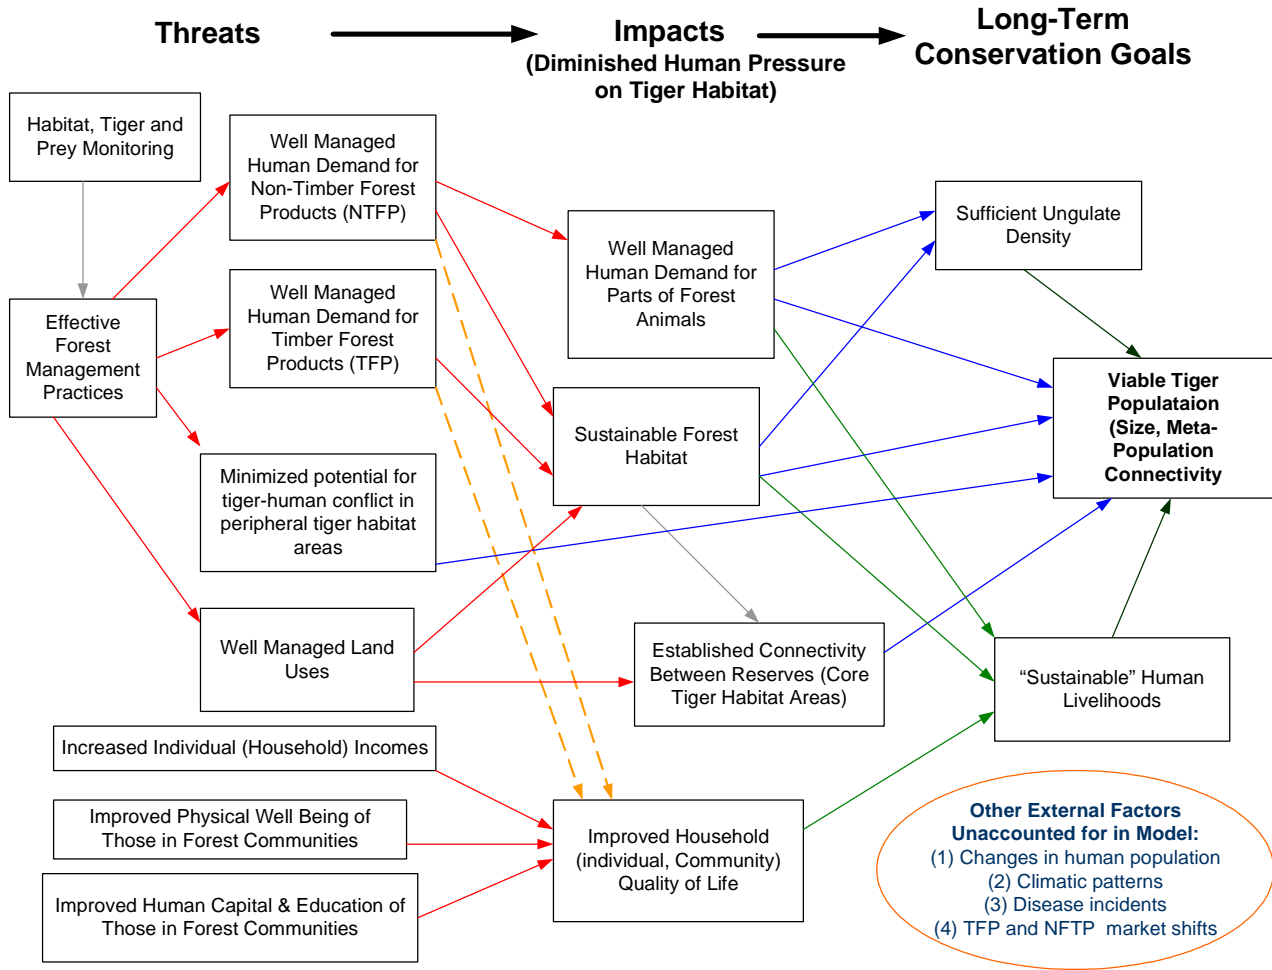 Threats
Impacts
(Diminished Human Pressure
on Tiger Habitat)
Long-Term
Conservation Goals
Habitat, Tiger and
Prey Monitoring
Well Managed
Human Demand for
Non-Timber Forest
Products (NTFP)
Sufficient Ungulate
Density
Well Managed
Human Demand for
Parts of Forest
Animals
Well Managed
Human Demand for
Timber Forest
Products (TFP)
Effective
Forest
Management
Practices
Viable Tiger
Populataion
(Size, Meta-
Population
Connectivity
Sustainable Forest
Habitat
Minimized potential for
tiger-human conflict in
peripheral tiger habitat
areas
Well Managed Land
Uses
Established Connectivity
Between Reserves (Core
Tiger Habitat Areas)
“Sustainable” Human
Livelihoods
Increased Individual (Household) Incomes
Improved Physical Well Being of
Those in Forest Communities
Improved Human Capital & Education of
Those in Forest Communities
Improved Household
(individual, Community)
Quality of Life
Other External Factors
Unaccounted for in Model:
(1) Changes in human population
(2) Climatic patterns
(3) Disease incidents
(4) TFP and NFTP  market shifts